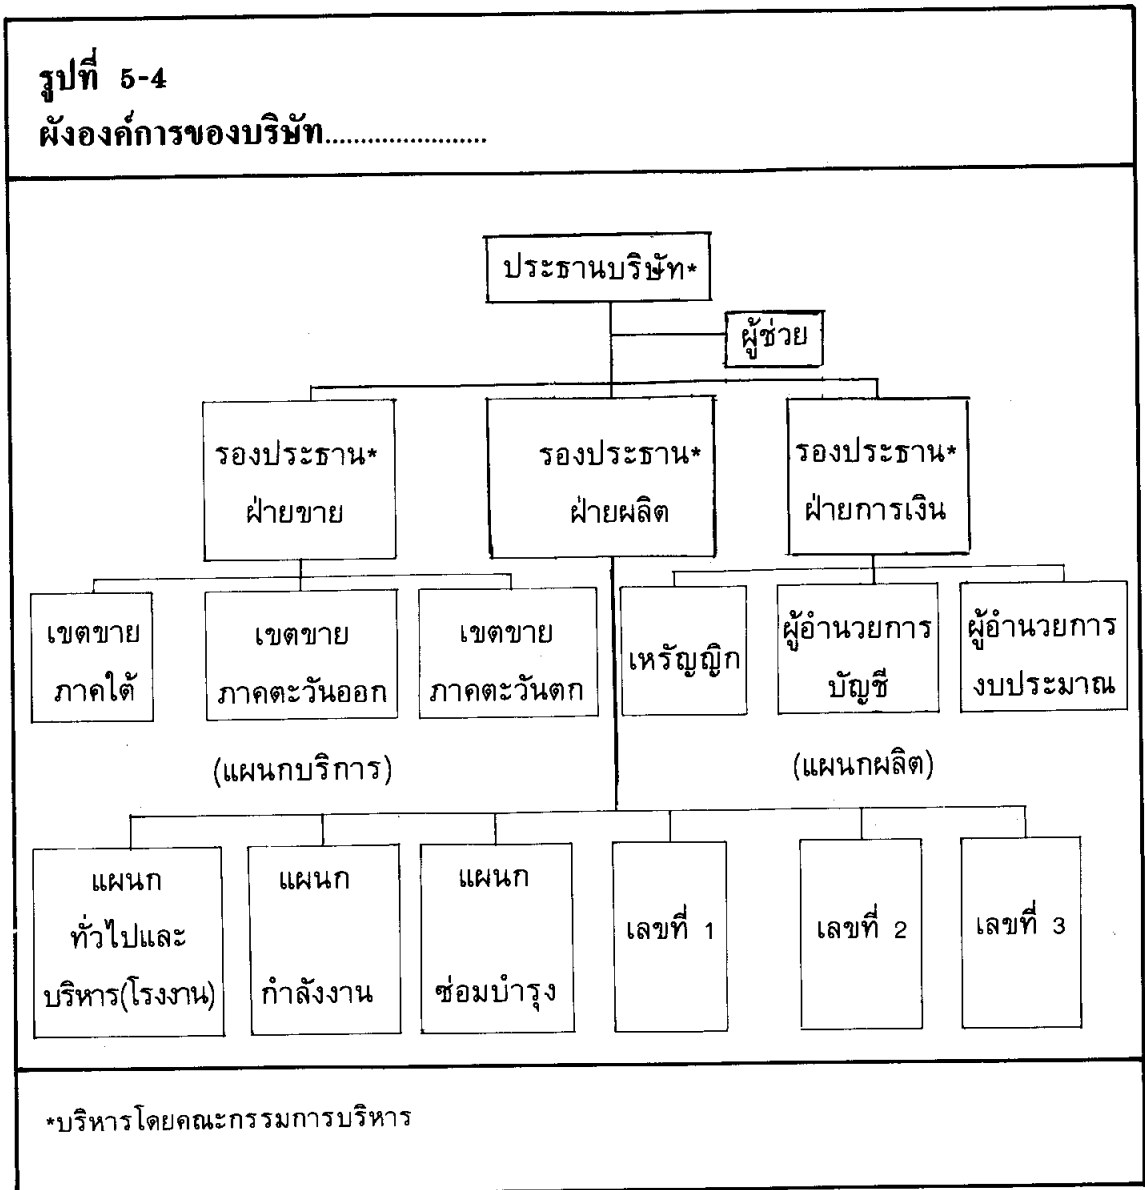 รูปที่ 5-4
ผังองค์การของบริษัท.......................
ประธานบริษัท*
ผู้ช่วย
รองประธาน*
ฝ่ายขาย
รองประธาน*
ฝ่ายผลิต
รองประธาน*
ฝ่ายการเงิน
เขตขาย
ภาคใต้
เขตขาย
ภาคตะวันออก
เขตขาย
ภาคตะวันตก
เหรัญญิก
ผู้อำนวยการ
บัญชี
ผู้อำนวยการ
งบประมาณ
(แผนกบริการ)
(แผนกผลิต)
แผนก
ทั่วไปและ
บริหาร(โรงงาน)
แผนก
กำลังงาน
แผนก
ซ่อมบำรุง
เลขที่ 1
เลขที่ 2
เลขที่ 3
*บริหารโดยคณะกรรมการบริหาร